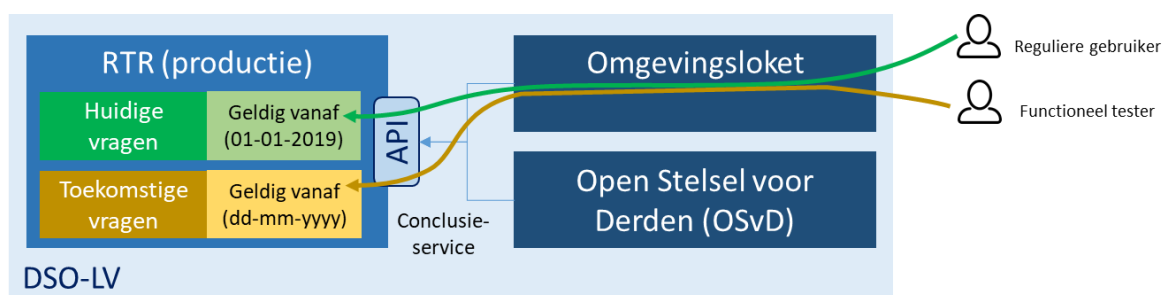 RTR (productie)
Huidige
vragen
Geldig vanaf
(01-01-2019)
Toekomstige
vragen
Geldig vanaf
(dd-mm-yyyy)
API
Conclusie-
service
Omgevingsloket
Open Stelsel voor
Derden (OSvD)
Reguliere gebruiker
Functioneel tester
DSO-LV